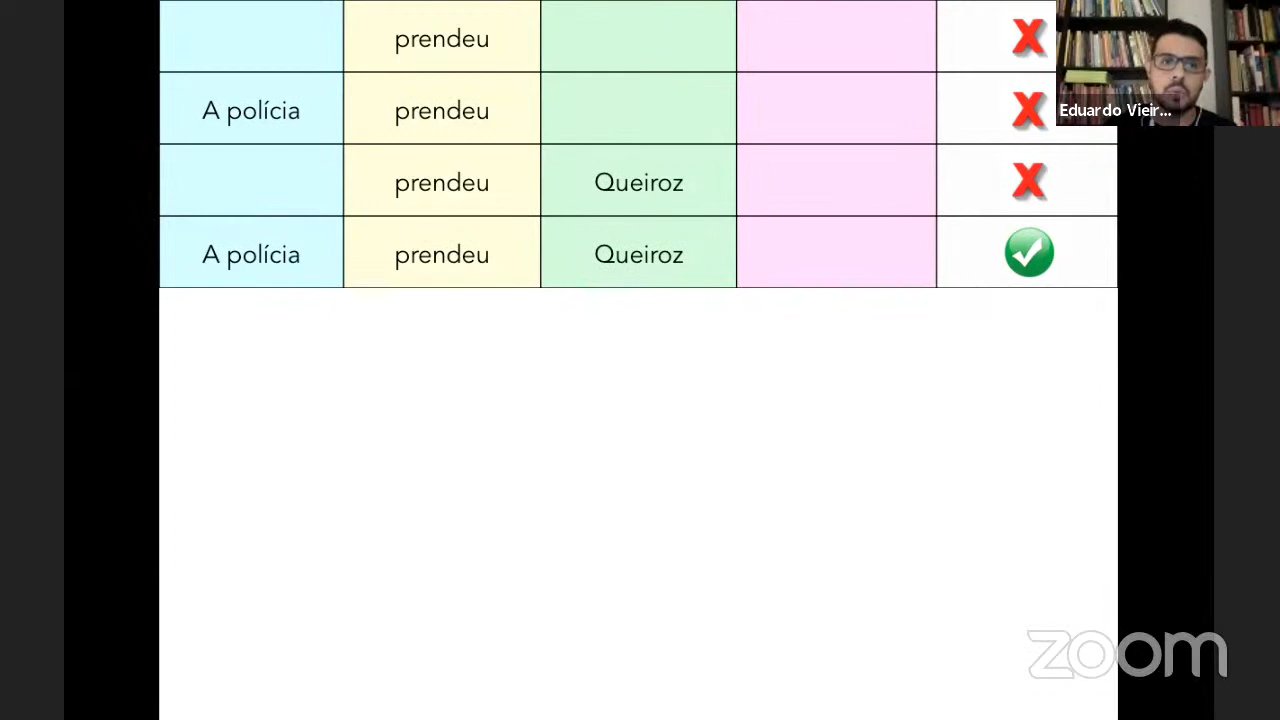 prendeu
A polícia prendeu
Eduardo Vieir...
prendeu Queiroz
A polícia prendeu Queiroz
zoom